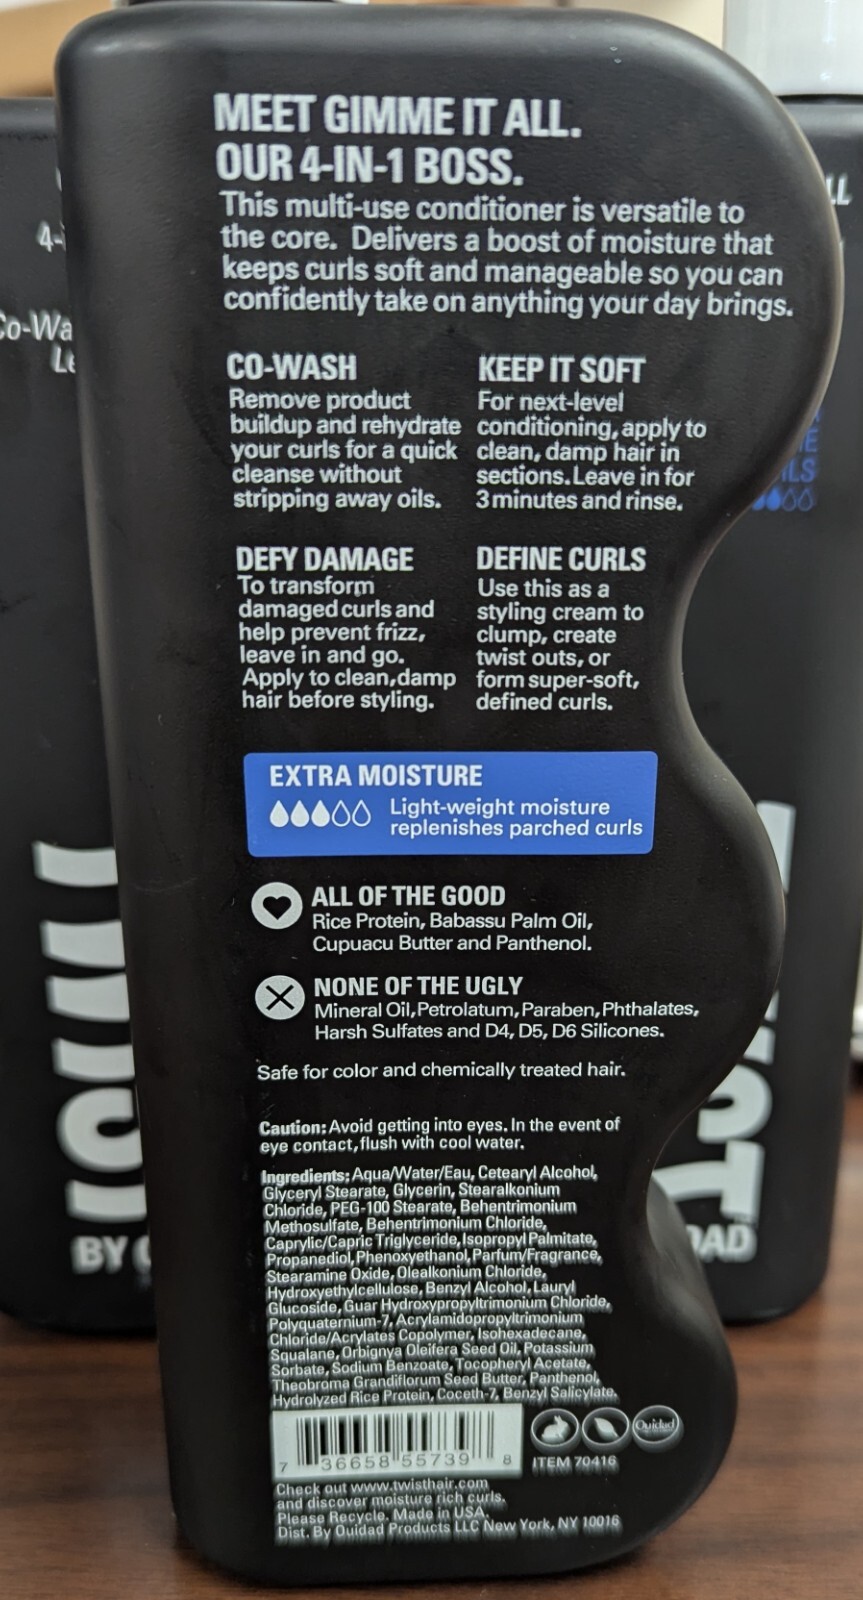 MEET GIMME IT ALL.
OUR 4-IN-1 BOSS.
This multi-use conditioner is versatile to
the core. Delivers a boost of moisture that
keeps curls soft and manageable so you can
confidently take on anything your day brings.
CO-WASH
Remove product
buildup and rehydrate
your curls for a quick
cleanse without
stripping away oils.
KEEP IT SOFT
For next-level
conditioning, apply to
clean, damp hair in
sections. Leave in for
3 minutes and rinse.
DEFY DAMAGE
To transform
damaged curls and
help prevent frizz,
leave in and go.
Apply to clean, damp
hair before styling.
DEFINE CURLS
Use this as a
styling cream to
clump, create
twist outs, or
form super-soft,
defined curls.
EXTRA MOISTURE
Light-weight moisture
replenishes parched curls
ALL OF THE GOOD
Rice Protein, Babassu Palm Oil,
Cupuacu Butter and Panthenol.
NONE OF THE UGLY
Mineral Oil, Petrolatum, Paraben, Phthalates,
Harsh Sulfates and D4, D5, D6 Silicones.
Safe for color and chemically treated hair.
Caution: Avoid getting into eyes. In the event of
eye contact, flush with cool water.
Ingredients: Aqua/Water/Eau, Cetearyl Alcohol,
Glyceryl Stearate, Glycerin, Stearalkonium
Chloride, PEG-100 Stearate, Behentrimonium
Methosulfate, Behentrimonium Chloride,
Caprylic/Capric Triglyceride, Isopropyl Palmitate,
Propanediol, Phenoxyethanol, Parfum/Fragrance,
Stearamine Oxide, Olealkonium Chloride,
Hydroxyethylcellulose, Benzyl Alcohol, Lauryl
Glucoside, Guar Hydroxypropyltrimonium Chloride,
Polyquaternium-7, Acrylamidopropyltrimonium
Chloride/Acrylates Copolymer, Isohexadecane,
Squalane, Orbignya Oleifera Seed Oil, Potassium
Sorbate, Sodium Benzoate, Tocopheryl Acetate,
Theobroma Grandiflorum Seed Butter, Panthenol,
Hydrolyzed Rice Protein, Coceth-7, Benzyl Salicylate.
7 36658 55739 8
Ouidad
ITEM 70416
Check out www.twisthair.com
and discover moisture rich curls.
Please Recycle. Made in USA.
Dist. By Ouidad Products LLC New York, NY 10016
BY